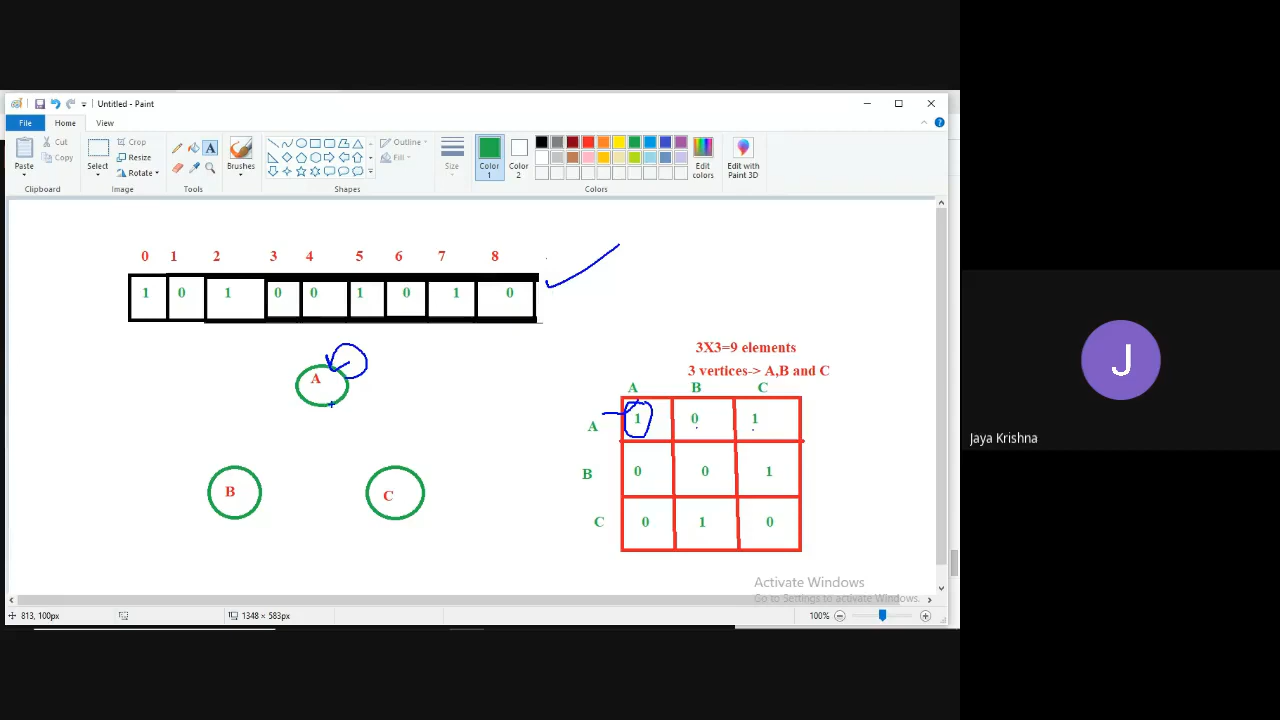 Untitled - Paint
File Home View
Paste
Cut
Copy
Clipboard
Select
Crop
Resize
Rotate
Image
A
Tools
Brushes
Outline
Fill
Shapes
Size
Color
1
Color
2
Edit
colors
Edit with
Paint 3D
Colors
0 1 2 3 4 5 6 7 8
1 0 1 0 0 1 0 1 0
A
B
C
3X3=9 elements
3 vertices-> A,B and C
A B C
A 1 0 1
B 0 0 1
C 0 1 0
Activate Windows
Go to Settings to activate Windows.
813, 100px
1348 × 583px
100%
J
Jaya Krishna